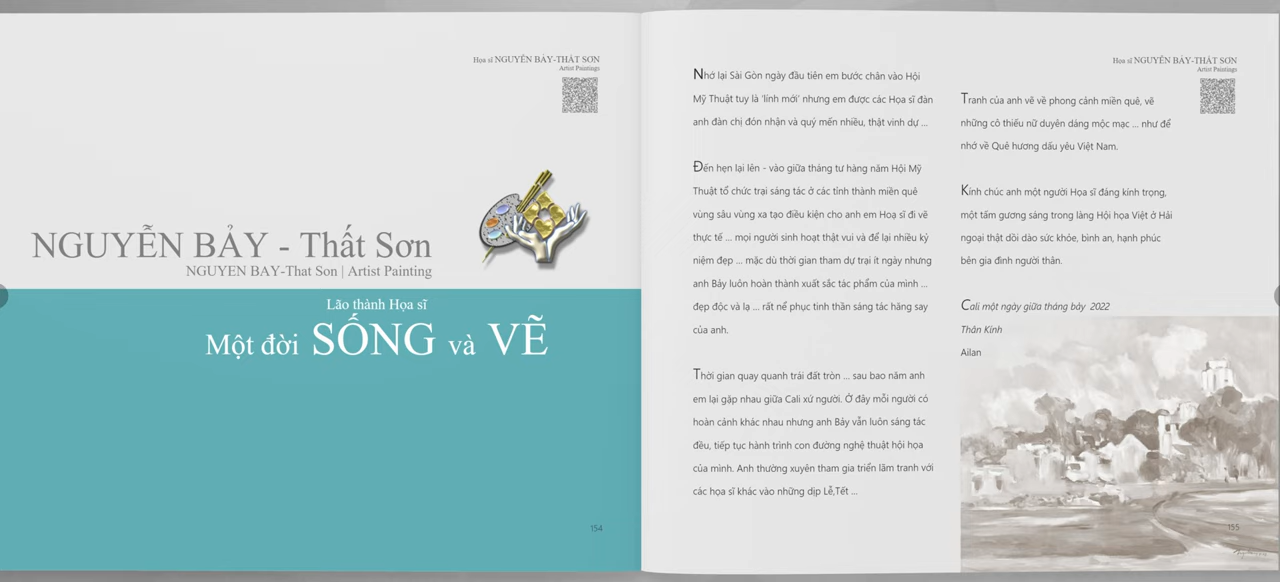 Họa sĩ NGUYỄN BẢY-THẤT SƠN
Artist Paintings
NGUYỄN BẢY - Thất Sơn
NGUYEN BAY-That Son | Artist Painting
Lão thành Họa sĩ
Một đời SỐNG và VẼ
154
Nhớ lại Sài Gòn ngày đầu tiên em bước chân vào Hội
Mỹ Thuật tuy là 'lính mới' nhưng em được các Họa sĩ đàn
anh đàn chị đón nhận và quý mến nhiều, thật vinh dự ...
Đến hẹn lại lên - vào giữa tháng tư hàng năm Hội Mỹ
Thuật tổ chức trại sáng tác ở các tỉnh thành miền quê
vùng sâu vùng xa tạo điều kiện cho anh em Hoạ sĩ đi về
thực tế ... mọi người sinh hoạt thật vui và để lại nhiều kỷ
niệm đẹp ... mặc dù thời gian tham dự trại ít ngày nhưng
anh Bảy luôn hoàn thành xuất sắc tác phẩm của mình ...
đẹp độc và lạ ... rất nể phục tinh thần sáng tác hăng say
của anh.
Thời gian quay quanh trái đất tròn ... sau bao năm anh
em lại gặp nhau giữa Cali xứ người. Ở đây mỗi người có
hoàn cảnh khác nhau nhưng anh Bảy vẫn luôn sáng tác
đều, tiếp tục hành trình con đường nghệ thuật hội họa
của mình. Anh thường xuyên tham gia triển lãm tranh với
các họa sĩ khác vào những dịp Lễ,Tết ...
Họa sĩ NGUYỄN BẢY-THẤT SƠN
Artist Paintings
Tranh của anh vẽ về phong cảnh miền quê, vẽ
những cô thiếu nữ duyên dáng mộc mạc ... như để
nhớ về Quê hương dấu yêu Việt Nam.
Kính chúc anh một người Họa sĩ đáng kính trọng,
một tấm gương sáng trong làng Hội họa Việt ở Hải
ngoại thật dồi dào sức khỏe, bình an, hạnh phúc
bên gia đình người thân.
Cali một ngày giữa tháng bảy 2022
Thân Kính
Ailan
155